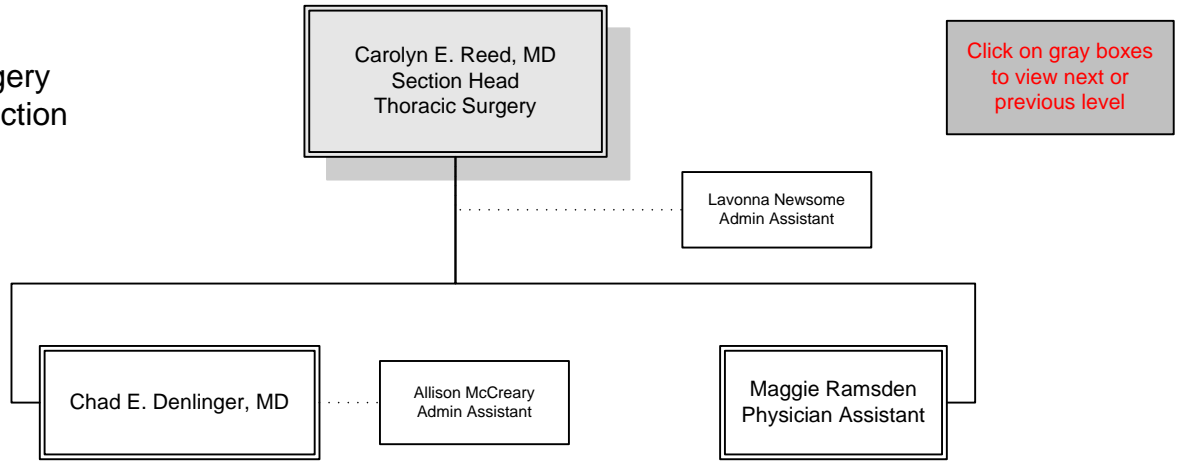 gery
ction
Carolyn E. Reed, MD
Section Head
Thoracic Surgery
Click on gray boxes
to view next or
previous level
Lavonna Newsome
Admin Assistant
Chad E. Denlinger, MD
Allison McCreary
Admin Assistant
Maggie Ramsden
Physician Assistant